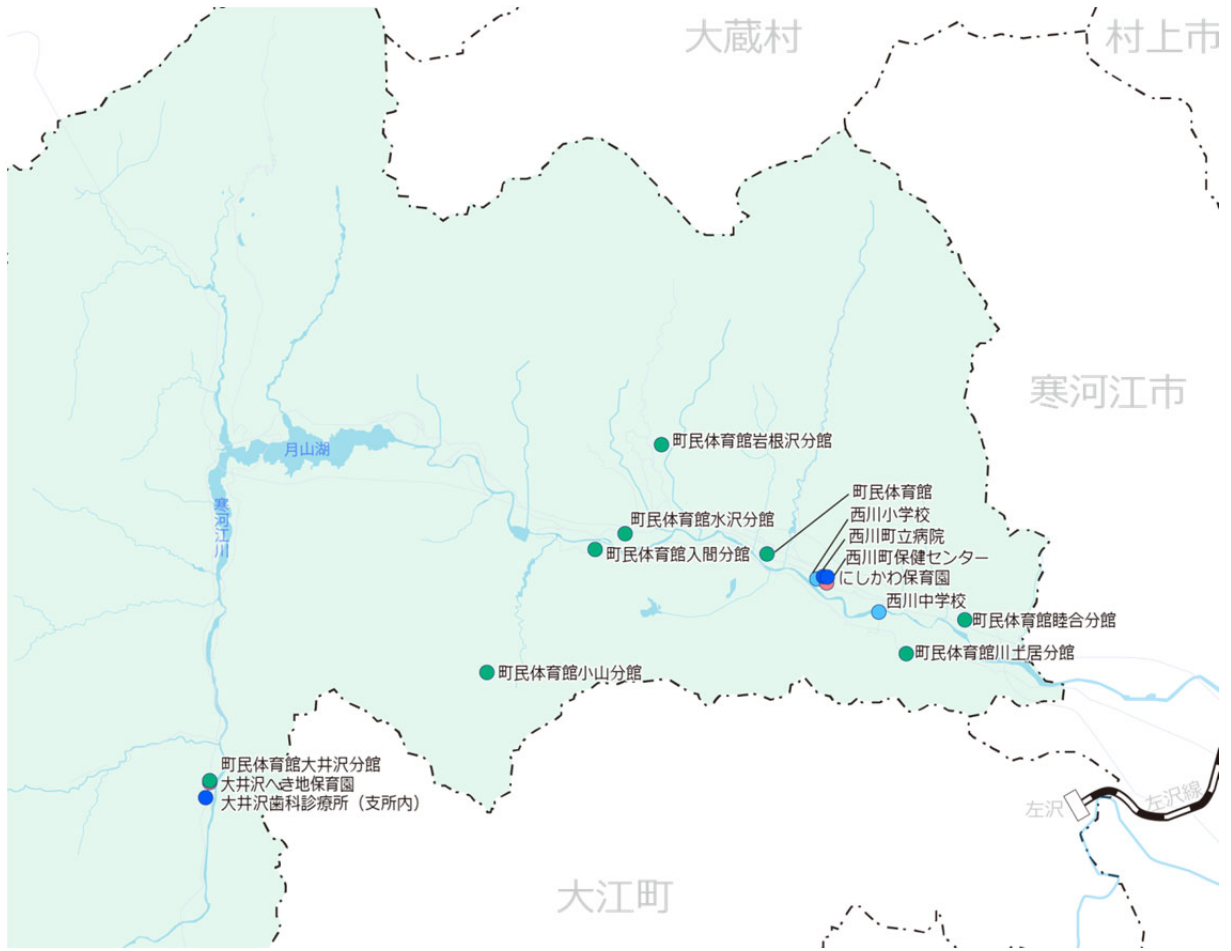 大蔵村
村上市
寒河江市
町民体育館岩根沢分館
月山湖
町民体育館
西川小学校
町民体育館水沢分館
西川町立病院
寒河江川
町民体育館入間分館
西川町保健センター
にしかわ保育園
西川中学校
町民体育館睦合分館
町民体育館川土居分館
町民体育館小山分館
町民体育館大井沢分館
大井沢へき地保育園
大井沢歯科診療所（支所内）
左沢
左沢線
大江町